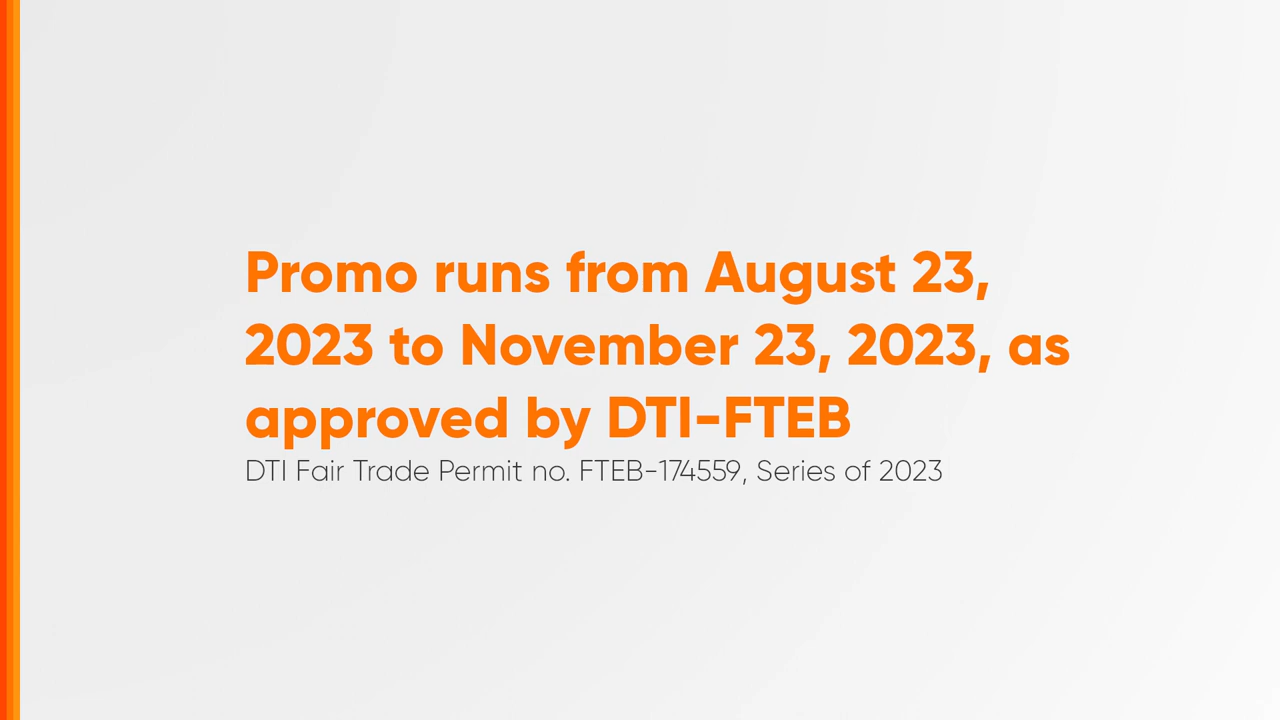 Promo runs from August 23,
2023 to November 23, 2023, as
approved by DTI-FTEB
DTI Fair Trade Permit no. FTEB-174559, Series of 2023